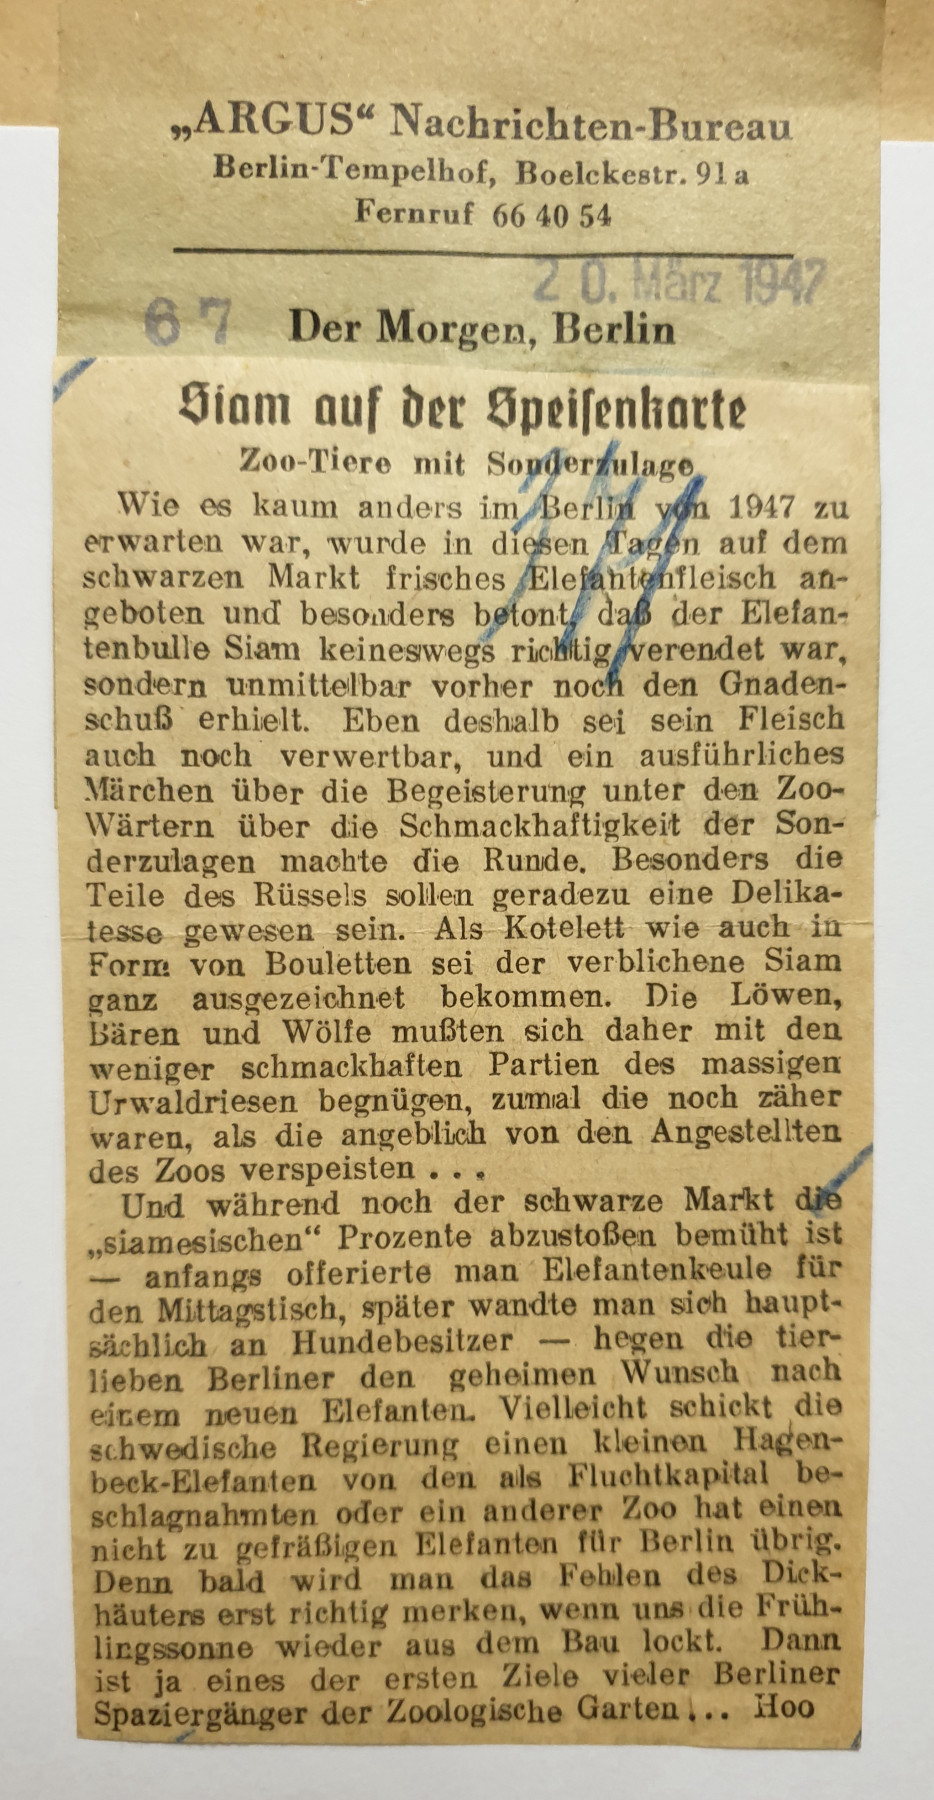 „ARGUS“ Nachrichten-Bureau
Berlin-Tempelhof, Boelckestr. 91a
Fernruf 66 40 54
20. März 1947
67 Der Morgen, Berlin
Siam auf der Speisenkarte
Zoo-Tiere mit Sonderzulage
Wie es kaum anders im Berlin von 1947 zu
erwarten war, wurde in diesen Tagen auf dem
schwarzen Markt frisches Elefantenfleisch an-
geboten und besonders betont, daß der Elefan-
tenbulle Siam keineswegs richtig verendet war,
sondern unmittelbar vorher noch den Gnaden-
schuß erhielt. Eben deshalb sei sein Fleisch
auch noch verwertbar, und ein ausführliches
Märchen über die Begeisterung unter den Zoo-
Wärtern über die Schmackhaftigkeit der Son-
derzulagen machte die Runde. Besonders die
Teile des Rüssels sollen geradezu eine Delika-
tesse gewesen sein. Als Kotelett wie auch in
Form von Bouletten sei der verblichene Siam
ganz ausgezeichnet bekommen. Die Löwen,
Bären und Wölfe mußten sich daher mit den
weniger schmackhaften Partien des massigen
Urwaldriesen begnügen, zumal die noch zäher
waren, als die angeblich von den Angestellten
des Zoos verspeisten . . .
Und während noch der schwarze Markt die
„siamesischen“ Prozente abzustoßen bemüht ist
— anfangs offerierte man Elefantenkeule für
den Mittagstisch, später wandte man sich haupt-
sächlich an Hundebesitzer — hegen die tier-
lieben Berliner den geheimen Wunsch nach
einem neuen Elefanten. Vielleicht schickt die
schwedische Regierung einen kleinen Hagen-
beck-Elefanten von den als Fluchtkapital be-
schlagnahmten oder ein anderer Zoo hat einen
nicht zu gefräßigen Elefanten für Berlin übrig.
Denn bald wird man das Fehlen des Dick-
häuters erst richtig merken, wenn uns die Früh-
lingssonne wieder aus dem Bau lockt. Dann
ist ja eines der ersten Ziele vieler Berliner
Spaziergänger der Zoologische Garten . . . Hoo